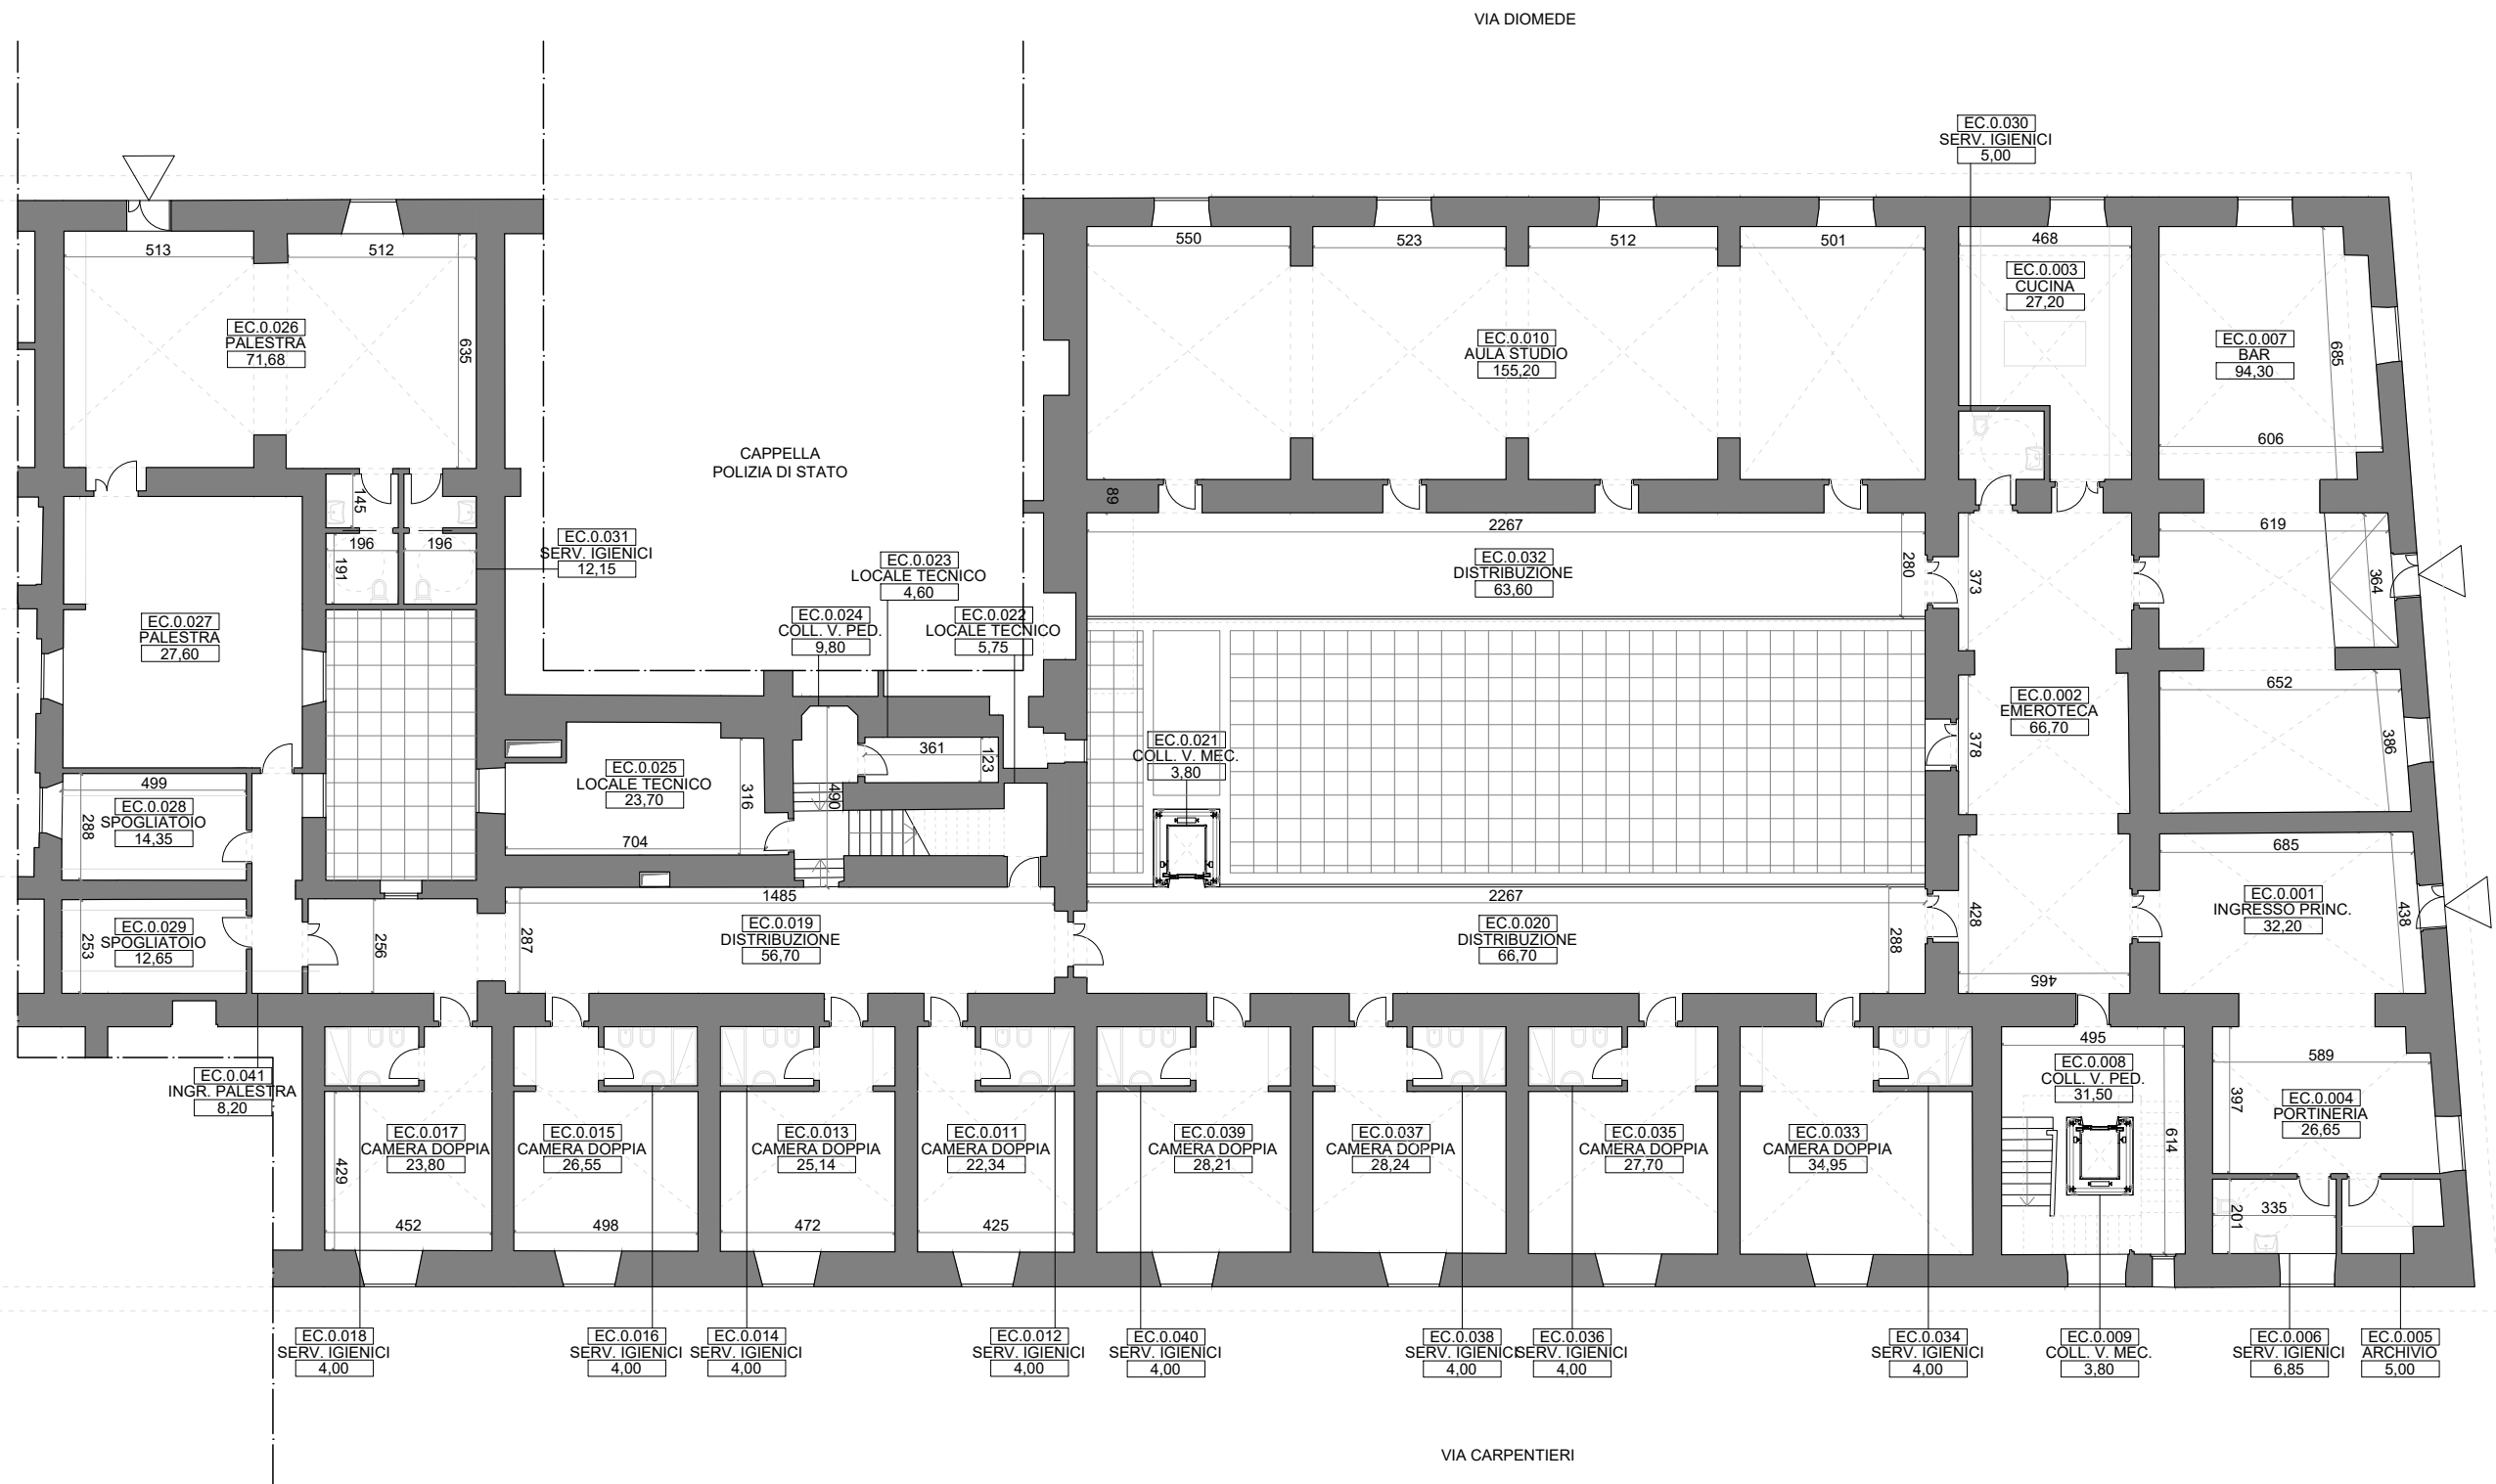 VIA DIOMEDE
EC.0.030
SERV. IGIENICI
5,00
513
512
635
EC.0.026
PALESTRA
71,68
CAPPELLA
POLIZIA DI STATO
550
523
512
501
468
EC.0.010
AULA STUDIO
155,20
EC.0.003
CUCINA
27,20
EC.0.007
BAR
94,30
685
606
89
145
196
196
191
EC.0.031
SERV. IGIENICI
12,15
EC.0.023
LOCALE TECNICO
4,60
EC.0.024
COLL. V. PED.
9,80
EC.0.022
LOCALE TECNICO
5,75
2267
EC.0.032
DISTRIBUZIONE
63,60
280
373
619
364
EC.0.027
PALESTRA
27,60
EC.0.002
EMEROTECA
66,70
378
652
386
EC.0.021
COLL. V. MEC.
3,80
361
123
490
EC.0.025
LOCALE TECNICO
23,70
316
704
499
EC.0.028
SPOGLIATOIO
14,35
288
685
EC.0.001
INGRESSO PRINC.
32,20
438
EC.0.029
SPOGLIATOIO
12,65
253
256
287
1485
EC.0.019
DISTRIBUZIONE
56,70
2267
EC.0.020
DISTRIBUZIONE
66,70
288
428
465
EC.0.041
INGR. PALESTRA
8,20
495
EC.0.008
COLL. V. PED.
31,50
614
589
397
EC.0.004
PORTINERIA
26,65
EC.0.017
CAMERA DOPPIA
23,80
EC.0.015
CAMERA DOPPIA
26,55
EC.0.013
CAMERA DOPPIA
25,14
EC.0.011
CAMERA DOPPIA
22,34
EC.0.039
CAMERA DOPPIA
28,21
EC.0.037
CAMERA DOPPIA
28,24
EC.0.035
CAMERA DOPPIA
27,70
EC.0.033
CAMERA DOPPIA
34,95
429
452
498
472
425
335
201
EC.0.018
SERV. IGIENICI
4,00
EC.0.016
SERV. IGIENICI
4,00
EC.0.014
SERV. IGIENICI
4,00
EC.0.012
SERV. IGIENICI
4,00
EC.0.040
SERV. IGIENICI
4,00
EC.0.038
SERV. IGIENICI
4,00
EC.0.036
SERV. IGIENICI
4,00
EC.0.034
SERV. IGIENICI
4,00
EC.0.009
COLL. V. MEC.
3,80
EC.0.006
SERV. IGIENICI
6,85
EC.0.005
ARCHIVIO
5,00
VIA CARPENTIERI